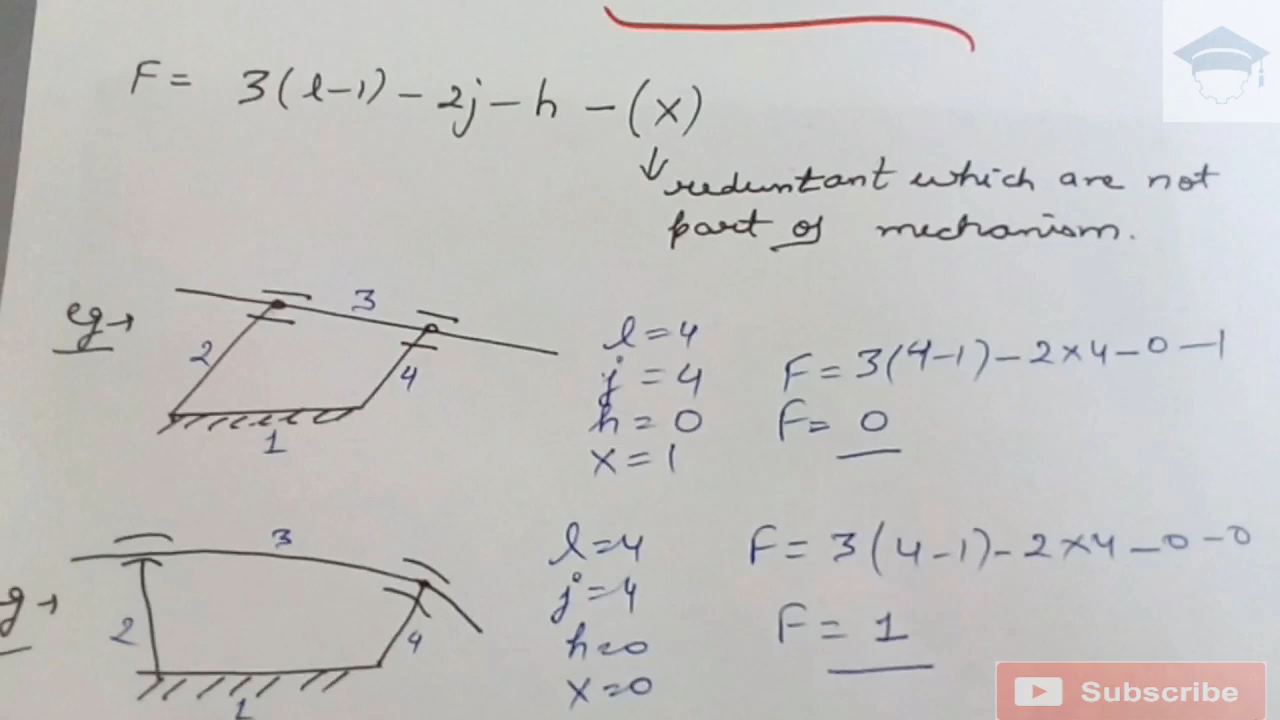 F = 3(l-1) - 2j - h - (x)
↓ reduntant which are not
part of mechanism.
eg →
3
2
4
1
l = 4
j = 4
h = 0
x = 1
F = 3(4-1) - 2×4 - 0 - 1
F = 0
g →
3
2
4
1
l = 4
j = 4
h = 0
x = 0
F = 3(4-1) - 2×4 - 0 - 0
F = 1
Subscribe